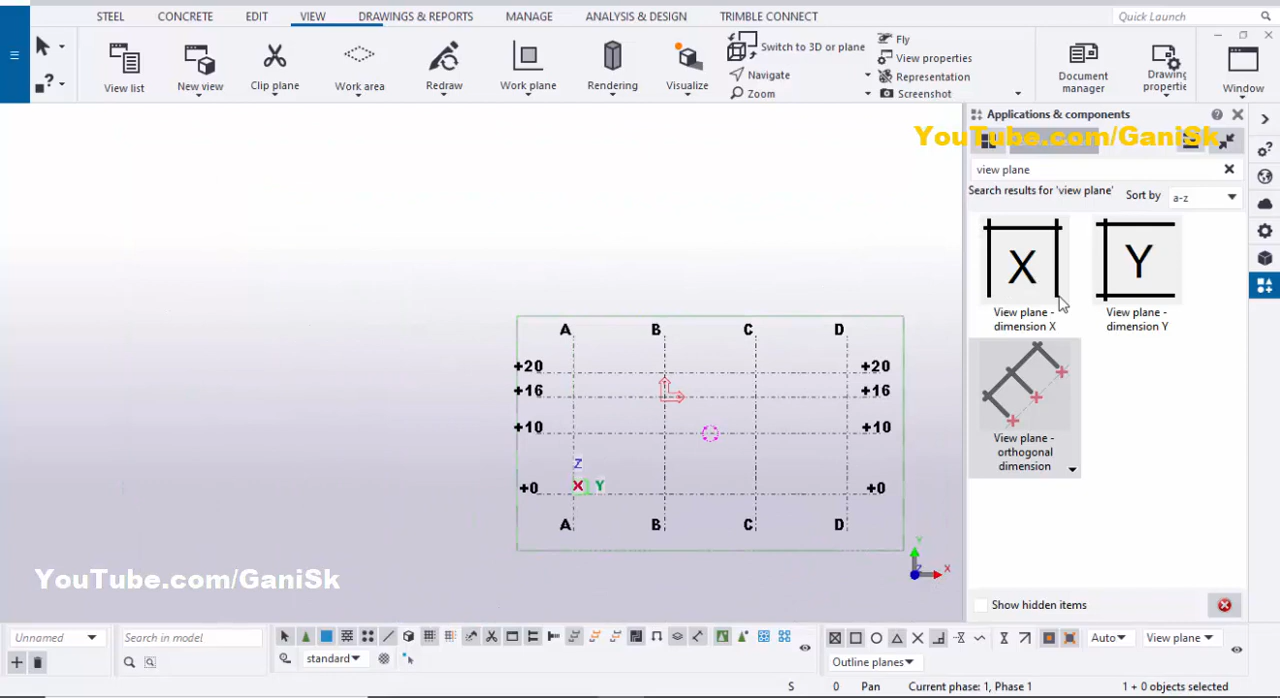 STEEL CONCRETE EDIT VIEW DRAWINGS & REPORTS MANAGE ANALYSIS & DESIGN TRIMBLE CONNECT Quick Launch
View list
New view
Clip plane
Work area
Redraw
Work plane
Rendering
Visualize
Switch to 3D or plane
Navigate
Zoom
Fly
View properties
Representation
Screenshot
Document
manager
Drawing
properti
Window
Applications & components
YouTube.com/GaniSk
view plane
Search results for 'view plane'
Sort by a-z
X Y
View plane -
dimension X
View plane -
dimension Y
View plane -
orthogonal
dimension
A B C D
+20 +20
+16 +16
+10 +10
Z
+0 X Y +0
A B C D
Y
Z X
YouTube.com/GaniSk
Show hidden items
Unnamed Search in model
standard
Auto View plane
Outline planes
S 0 Pan Current phase: 1, Phase 1 1 + 0 objects selected